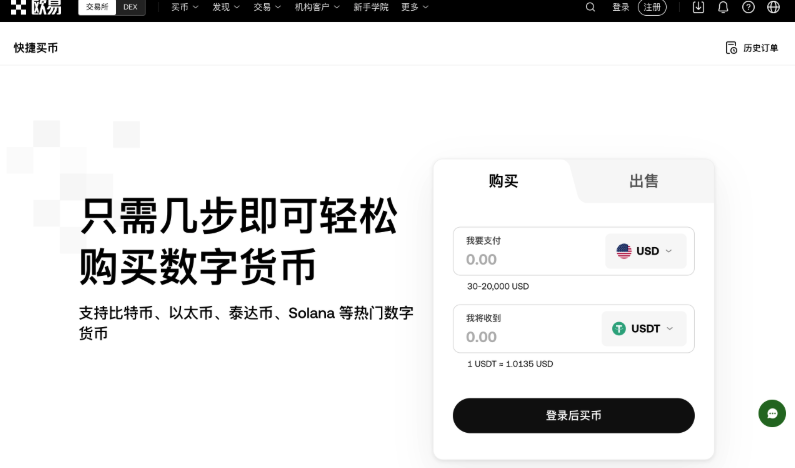 欧易
交易所 DEX 买币 发现 交易 机构客户 新手学院 更多 登录 注册
快捷买币
历史订单
购买
出售
只需几步即可轻松
购买数字货币
支持比特币、以太币、泰达币、Solana 等热门数字
货币
我要支付
0.00
USD
30-20,000 USD
我将收到
0.00
USDT
1 USDT ≈ 1.0135 USD
登录后买币